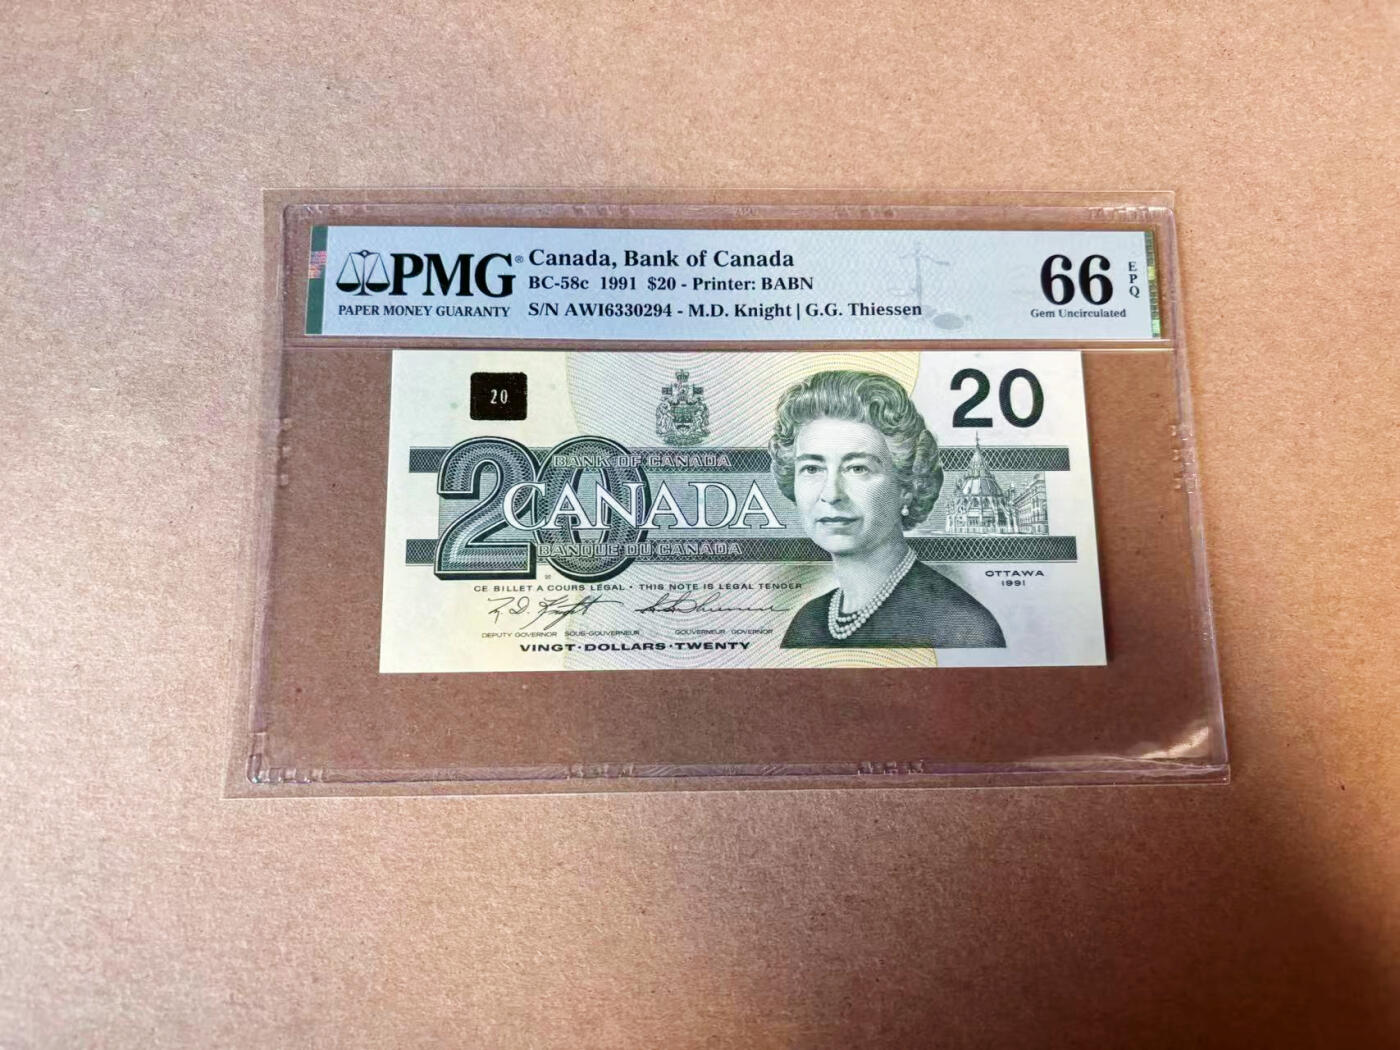 PMG®
PAPER MONEY GUARANTY
Canada, Bank of Canada
BC-58c 1991 $20 - Printer: BABN
S/N AWI6330294 - M.D. Knight | G.G. Thiessen
66
EPQ
Gem Uncirculated
20
20
20
BANK OF CANADA
CANADA
BANQUE DU CANADA
OTTAWA
1991
CE BILLET A COURS LÉGAL • THIS NOTE IS LEGAL TENDER
DEPUTY GOVERNOR SOUS-GOUVERNEUR GOUVERNEUR GOVERNOR
VINGT·DOLLARS·TWENTY